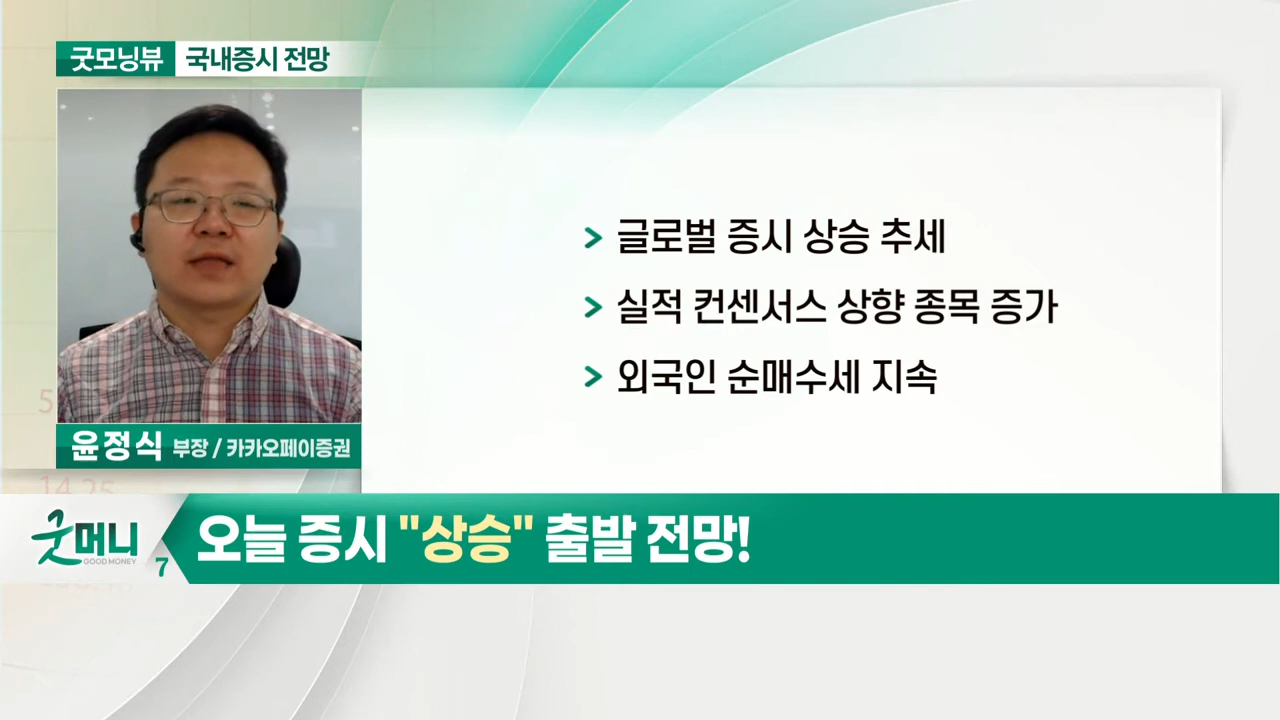 굿모닝뷰 국내증시 전망
> 글로벌 증시 상승 추세
> 실적 컨센서스 상향 종목 증가
> 외국인 순매수세 지속
윤정식 부장 / 카카오페이증권
굿머니
GOOD MONEY
7
오늘 증시 "상승" 출발 전망!